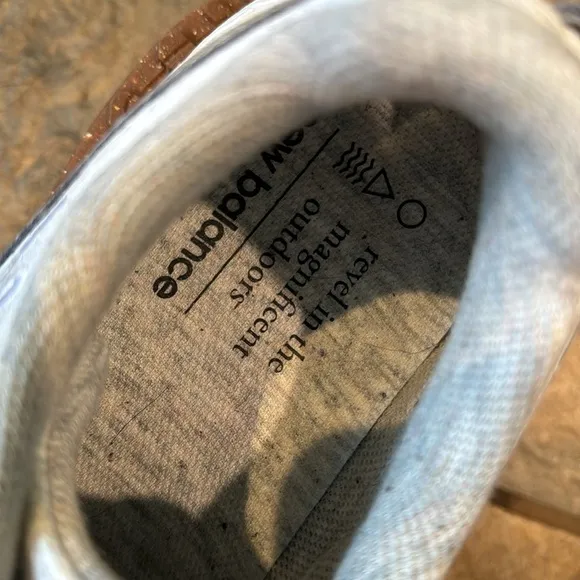 revel in the
magnificent
outdoors
new balance